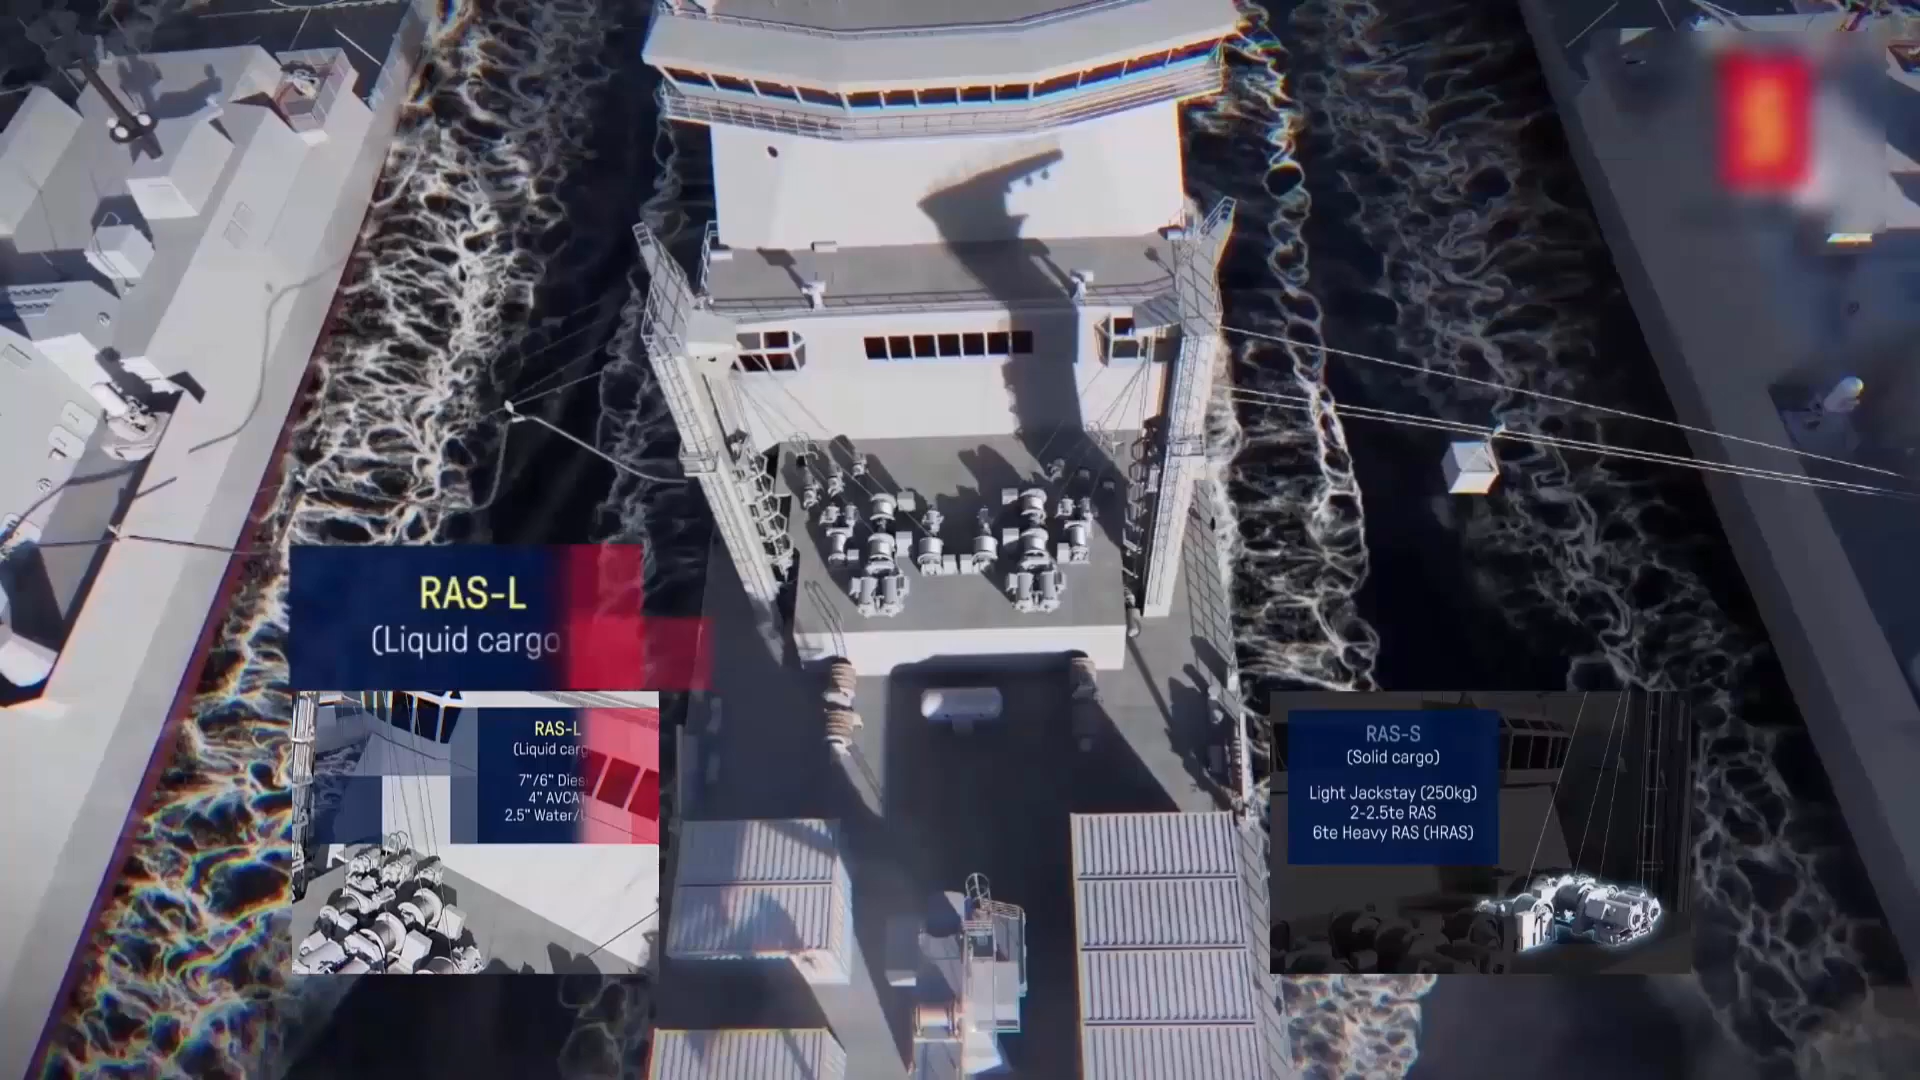 RAS-L
(Liquid cargo
RAS-L
(Liquid carg
7"/6" Dies
4" AVCAT
2.5" Water/
RAS-S
(Solid cargo)
Light Jackstay (250kg)
2-2.5te RAS
6te Heavy RAS (HRAS)